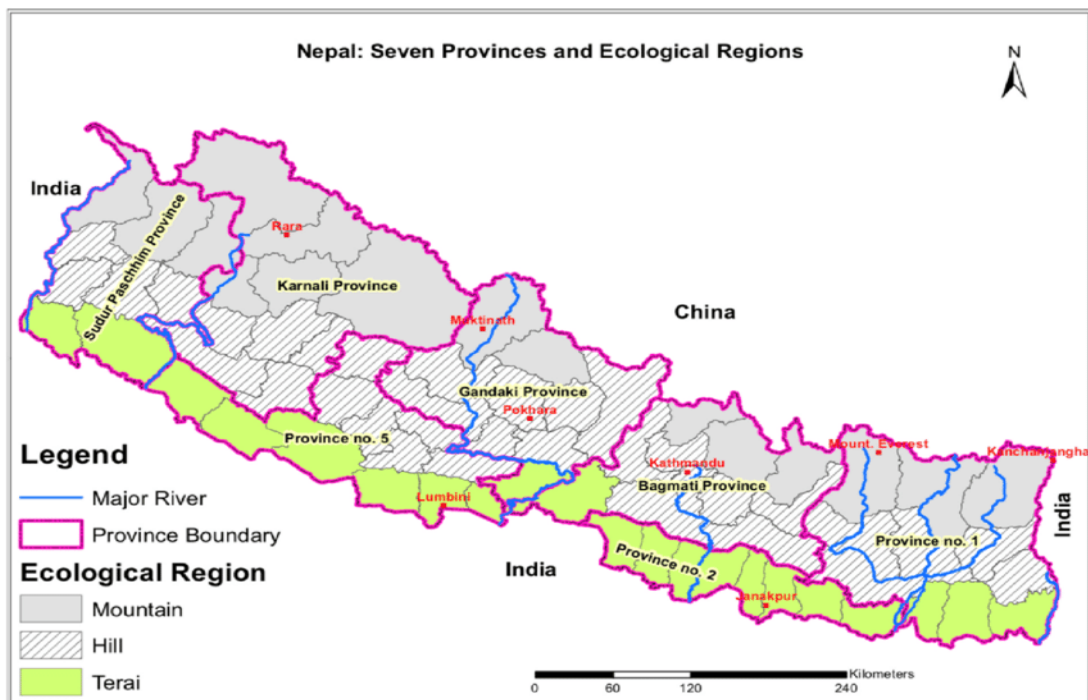 Nepal: Seven Provinces and Ecological Regions
N
India
Sudur Paschhim Province
Rara
Karnali Province
China
Muktinath
Gandaki Province
Pokhara
Province no. 5
Mount. Everest
Kanchanjangha
Kathmandu
Bagmati Province
Lumbini
India
Province no. 1
Province no. 2
India
Janakpur
Legend
Major River
Province Boundary
Ecological Region
Mountain
Hill
Terai
Kilometers
0 60 120 240